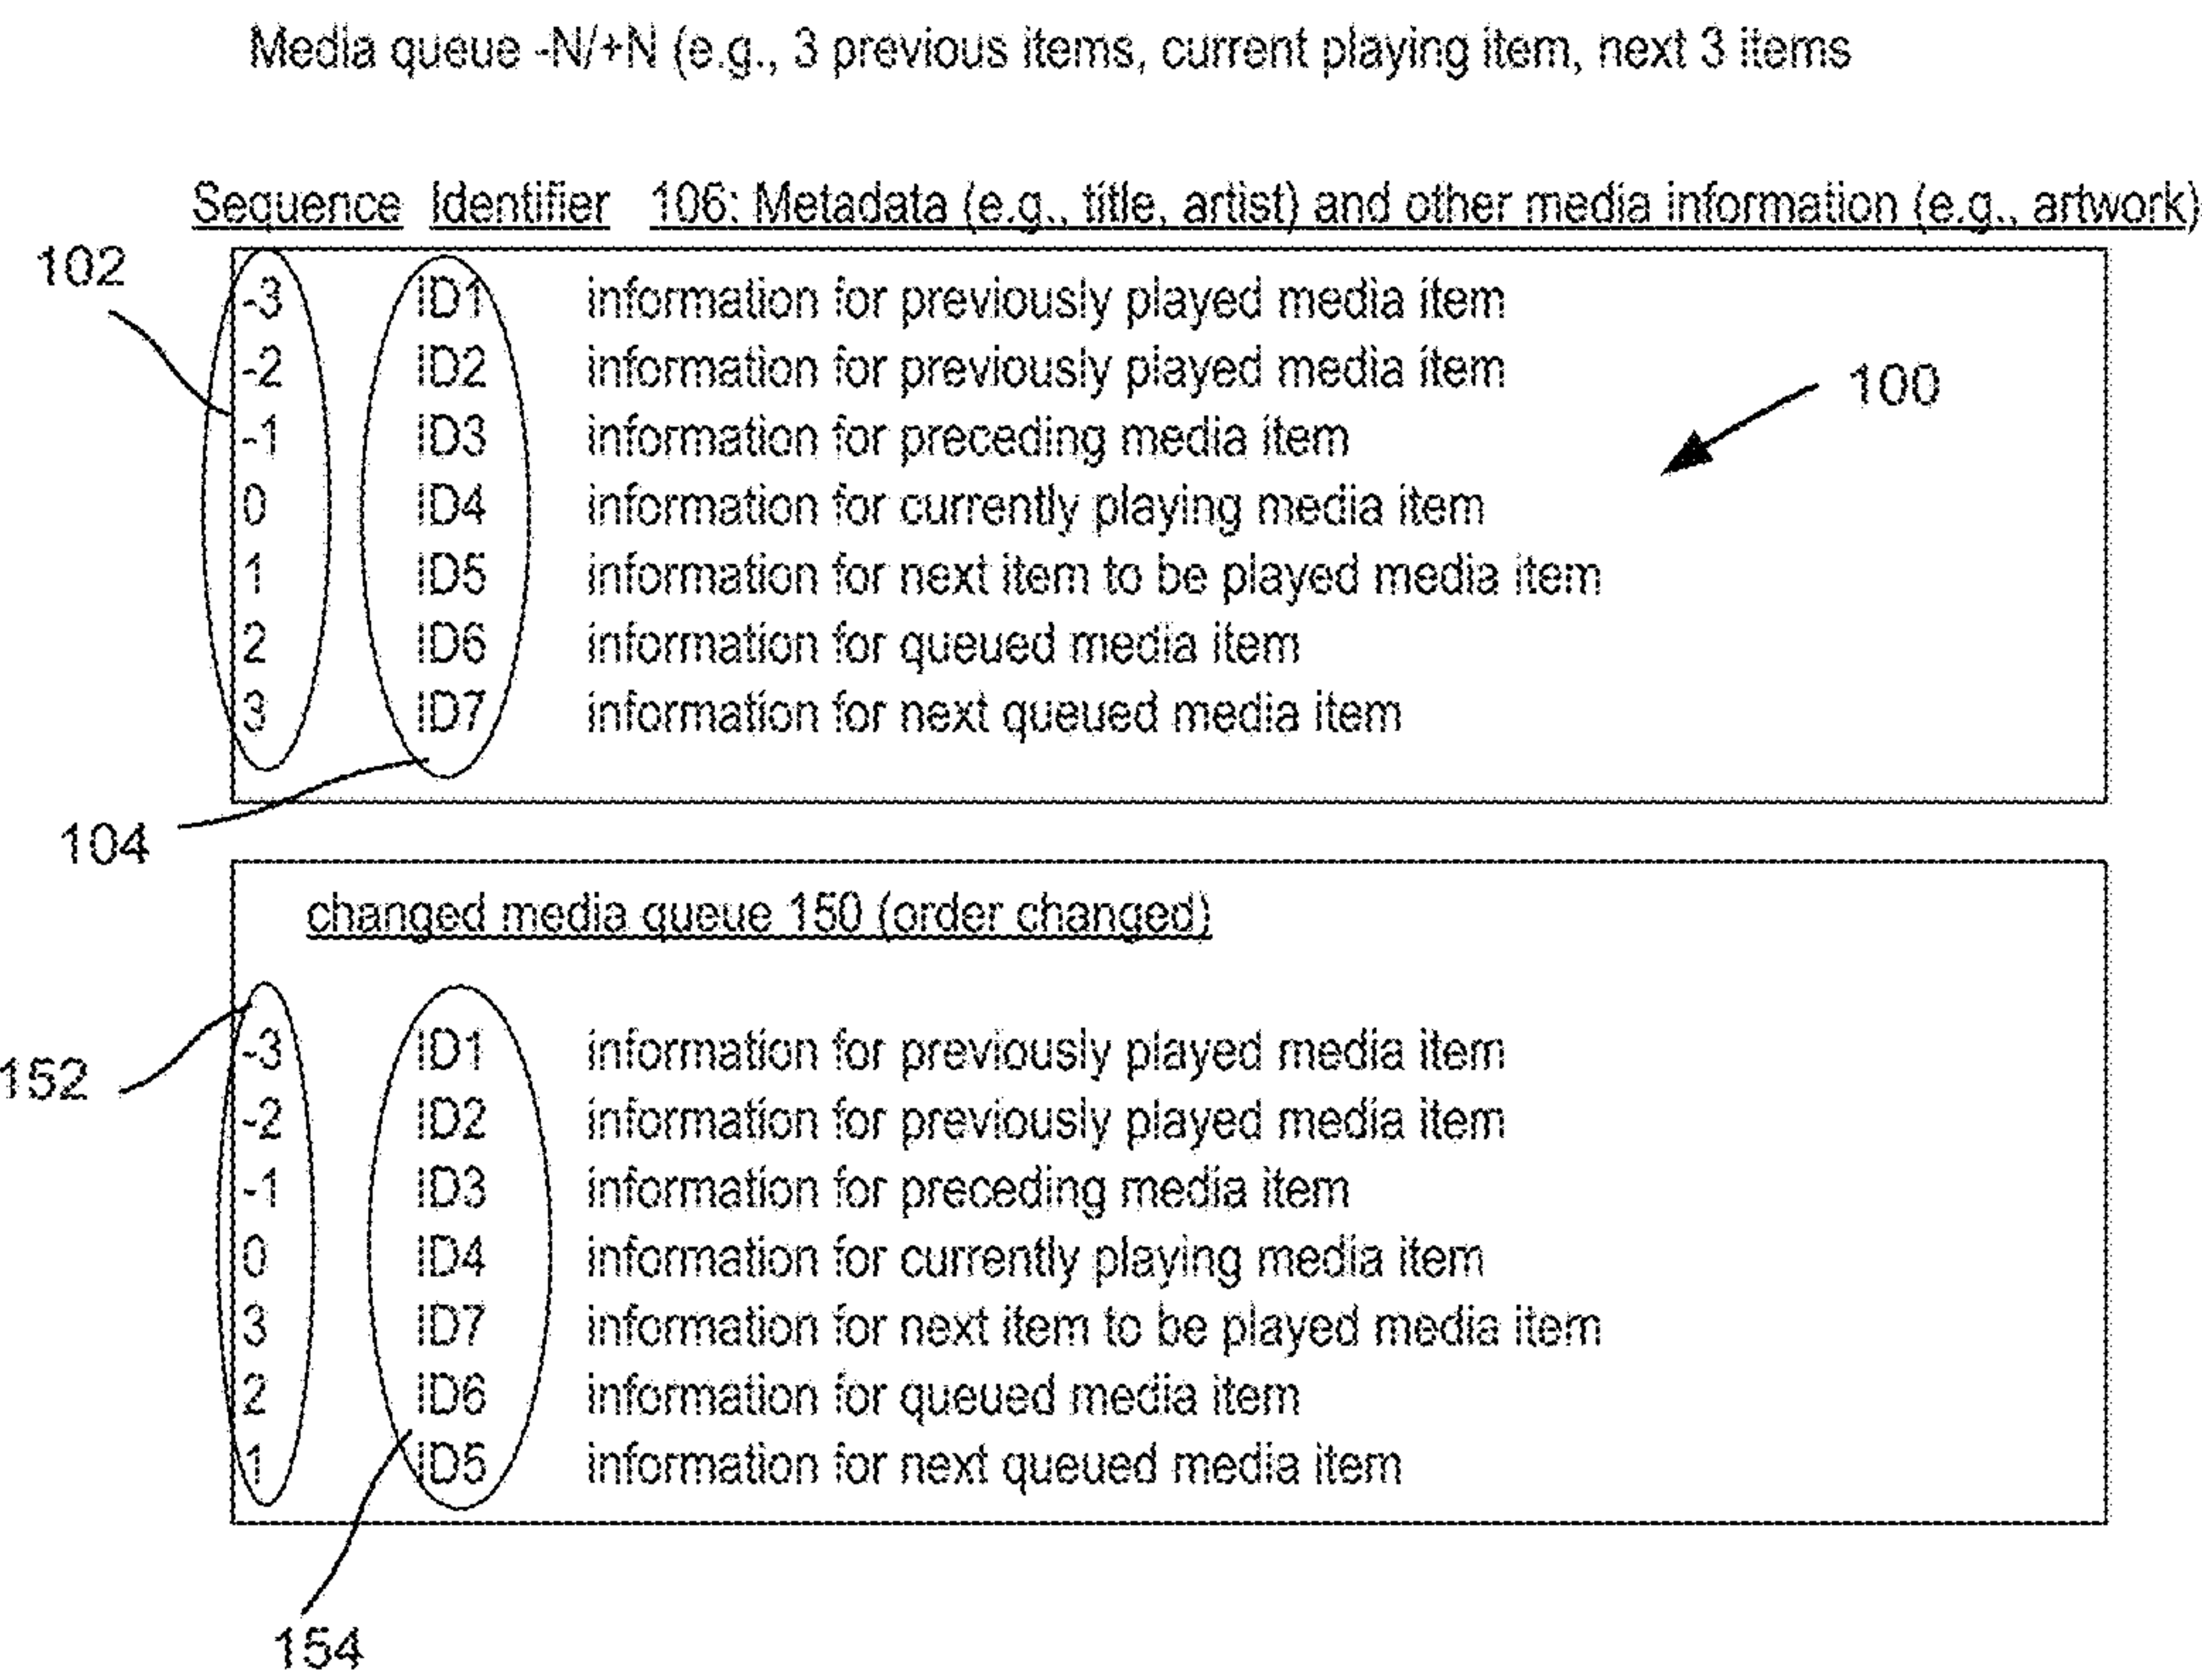 Media queue -N/+N (e.g., 3 previous items, current playing item, next 3 items
Sequence Identifier 106: Metadata (e.g., title, artist) and other media information (e.g., artwork)
102
-3 ID1 information for previously played media item
-2 ID2 information for previously played media item
100
-1 ID3 information for preceding media item
0 ID4 information for currently playing media item
1 ID5 information for next item to be played media item
2 ID6 information for queued media item
3 ID7 information for next queued media item
104
changed media queue 150 (order changed)
-3 ID1 information for previously played media item
152
-2 ID2 information for previously played media item
-1 ID3 information for preceding media item
0 ID4 information for currently playing media item
3 ID7 information for next item to be played media item
2 ID6 information for queued media item
1 ID5 information for next queued media item
154